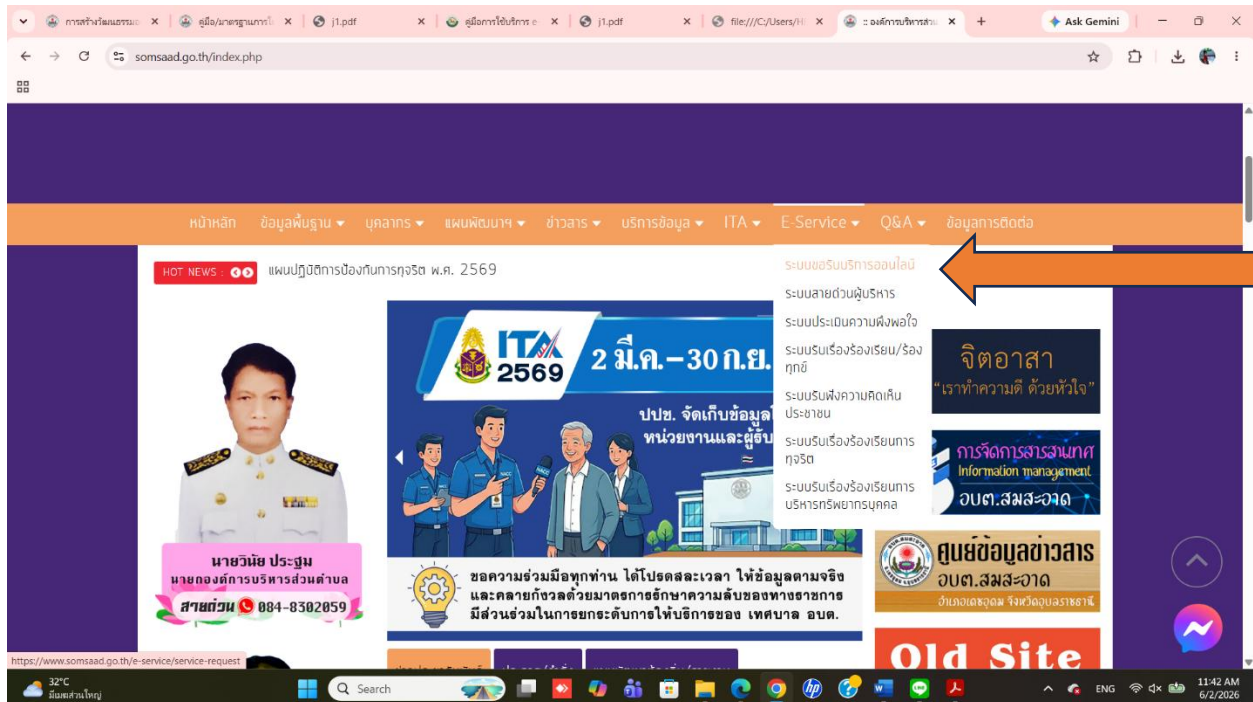 การสร้างวัฒนธรรมอ
คู่มือ/มาตรฐานการใ
j1.pdf
คู่มือการใช้บริการ e
j1.pdf
file:///C:/Users/H
:: องค์การบริหารส่วน
Ask Gemini
somsaad.go.th/index.php
หน้าหลัก ข้อมูลพื้นฐาน บุคลากร แผนพัฒนาฯ ข่าวสาร บริการข้อมูล ITA E-Service Q&A ข้อมูลการติดต่อ
HOT NEWS : แผนปฏิบัติการป้องกันการทุจริต พ.ศ. 2569
ระบบขอรับบริการออนไลน์
ระบบสายด่วนผู้บริหาร
ระบบประเมินความพึงพอใจ
ระบบรับเรื่องร้องเรียน/ร้อง
ทุกข์
ระบบรับฟังความคิดเห็น
ประชาชน
ระบบรับเรื่องร้องเรียนการ
ทุจริต
ระบบรับเรื่องร้องเรียนการ
บริหารทรัพยากรบุคคล
นายวินัย ประฐม
นายกองค์การบริหารส่วนตำบล
สายด่วน 084-8302059
ITA
2569
2 มี.ค.–30 ก.ย.
ปปช. จัดเก็บข้อมูล
หน่วยงานและผู้รับ
NACC
NACC
ขอความร่วมมือทุกท่าน ได้โปรดสละเวลา ให้ข้อมูลตามจริง
และคลายกังวลด้วยมาตรการรักษาความลับของทางราชการ
มีส่วนร่วมในการยกระดับการให้บริการของ เทศบาล อบต.
จิตอาสา
"เราทำความดี ด้วยหัวใจ"
การจัดการสารสนเทศ
Information management
อบต.สมสะอาด
ศูนย์ข้อมูลข่าวสาร
อบต.สมสะอาด
อำเภอเดชอุดม จังหวัดอุบลราชธานี
Old Site
https://www.somsaad.go.th/e-service/service-request
32°C
มีแดดส่วนใหญ่
Search
ENG
11:42 AM
6/2/2026